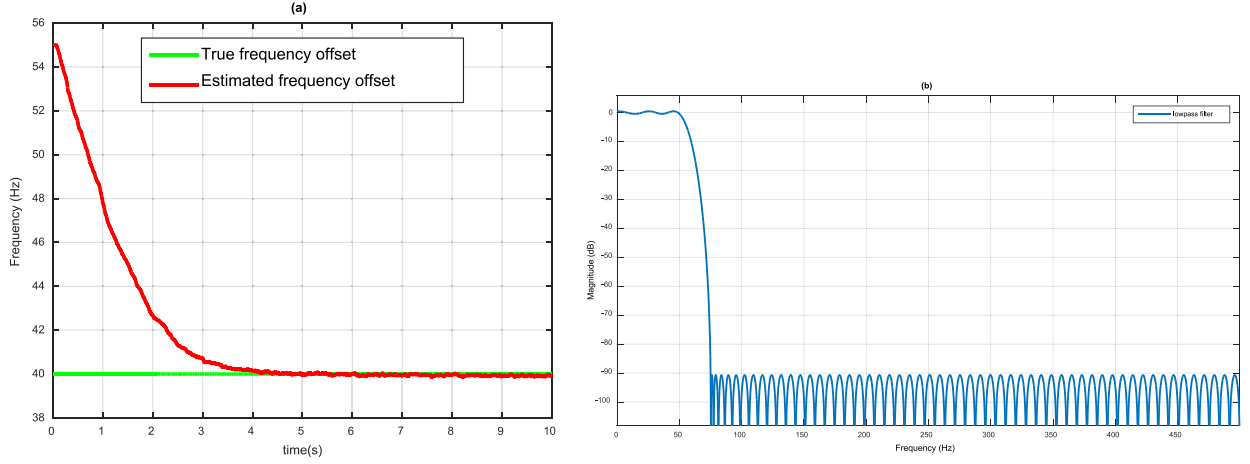 (a)
56
54
52
50
48
46
44
42
40
38
Frequency (Hz)
True frequency offset
Estimated frequency offset
0 1 2 3 4 5 6 7 8 9 10
time(s)
(b)
0
-10
-20
-30
-40
-50
-60
-70
-80
-90
-100
Magnitude (dB)
lowpass filter
0 50 100 150 200 250 300 350 400 450
Frequency (Hz)